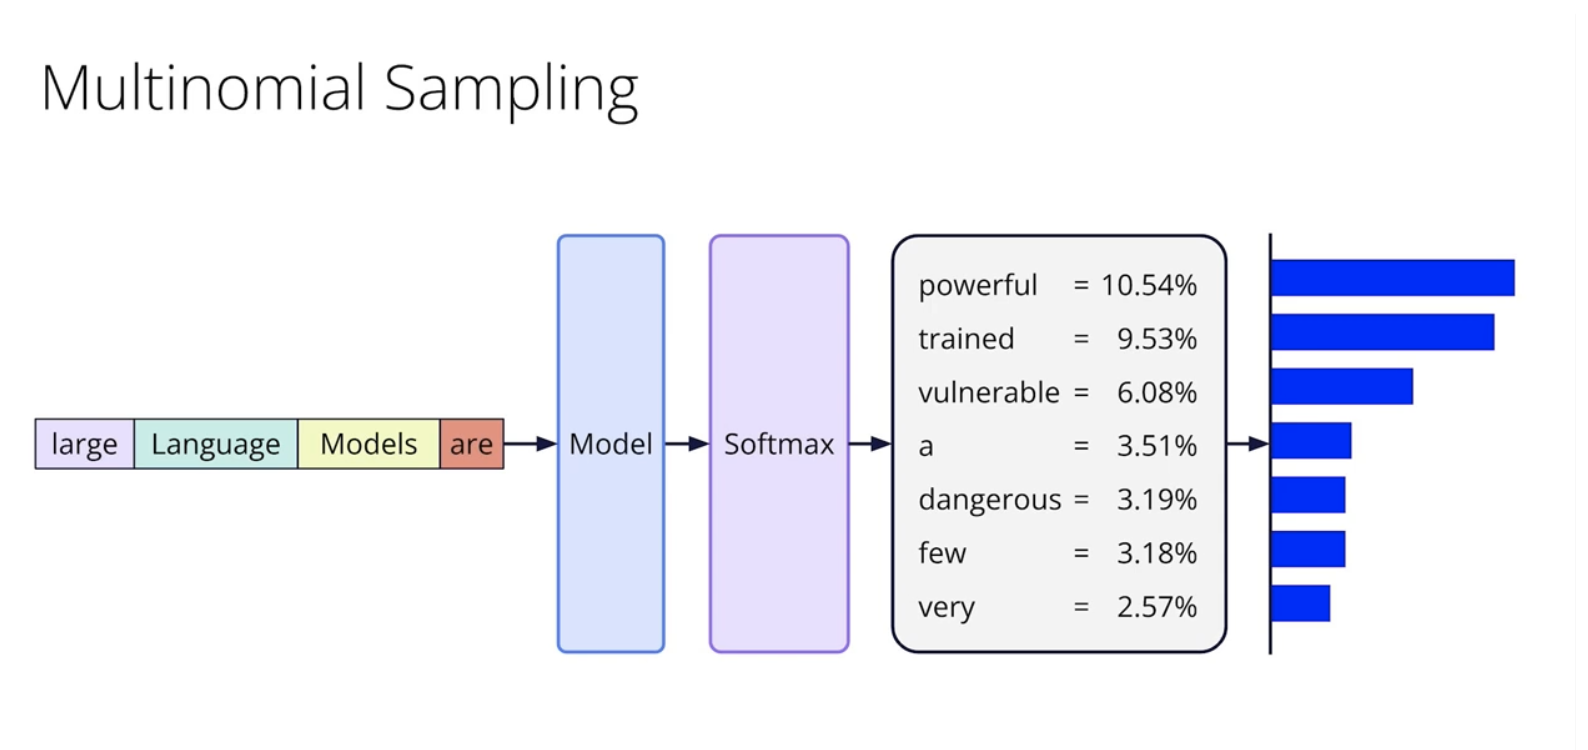 Multinomial Sampling
large Language Models are
Model
Softmax
powerful = 10.54%
trained = 9.53%
vulnerable = 6.08%
a = 3.51%
dangerous = 3.19%
few = 3.18%
very = 2.57%